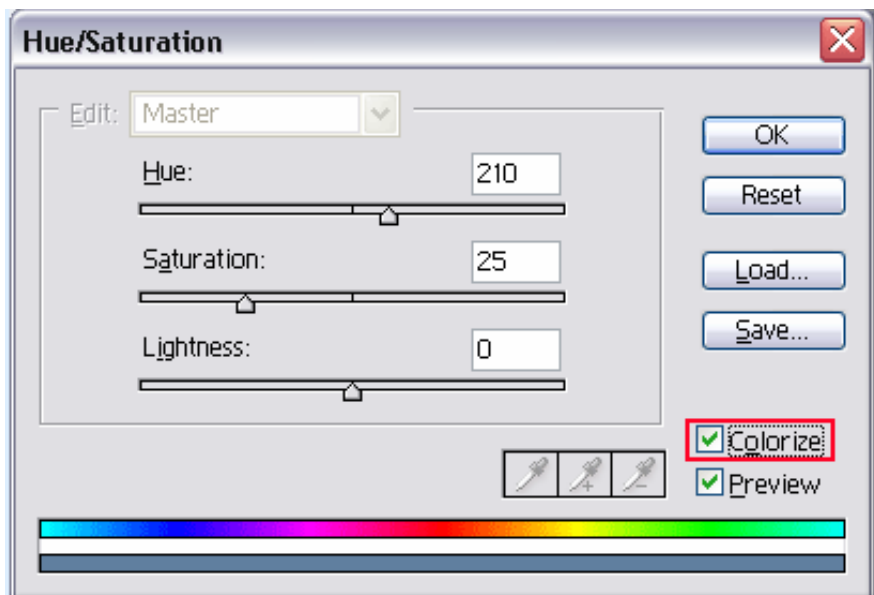 Hue/Saturation
Edit: Master
OK
Hue: 210
Reset
Saturation: 25
Load...
Save...
Lightness: 0
Colorize
Preview